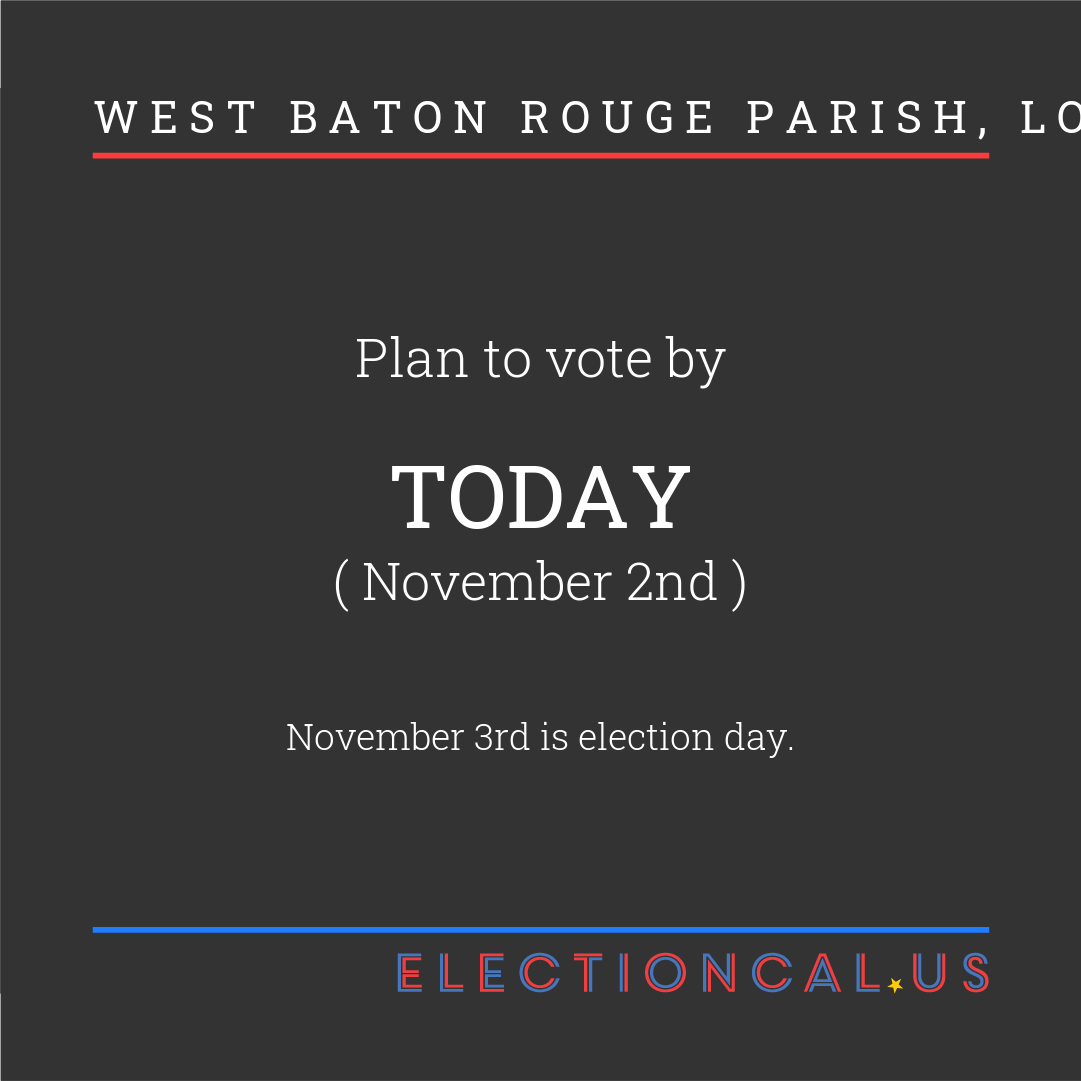 WEST BATON ROUGE PARISH, LO
Plan to vote by
TODAY
( November 2nd )
November 3rd is election day.
ELECTIONCAL.US